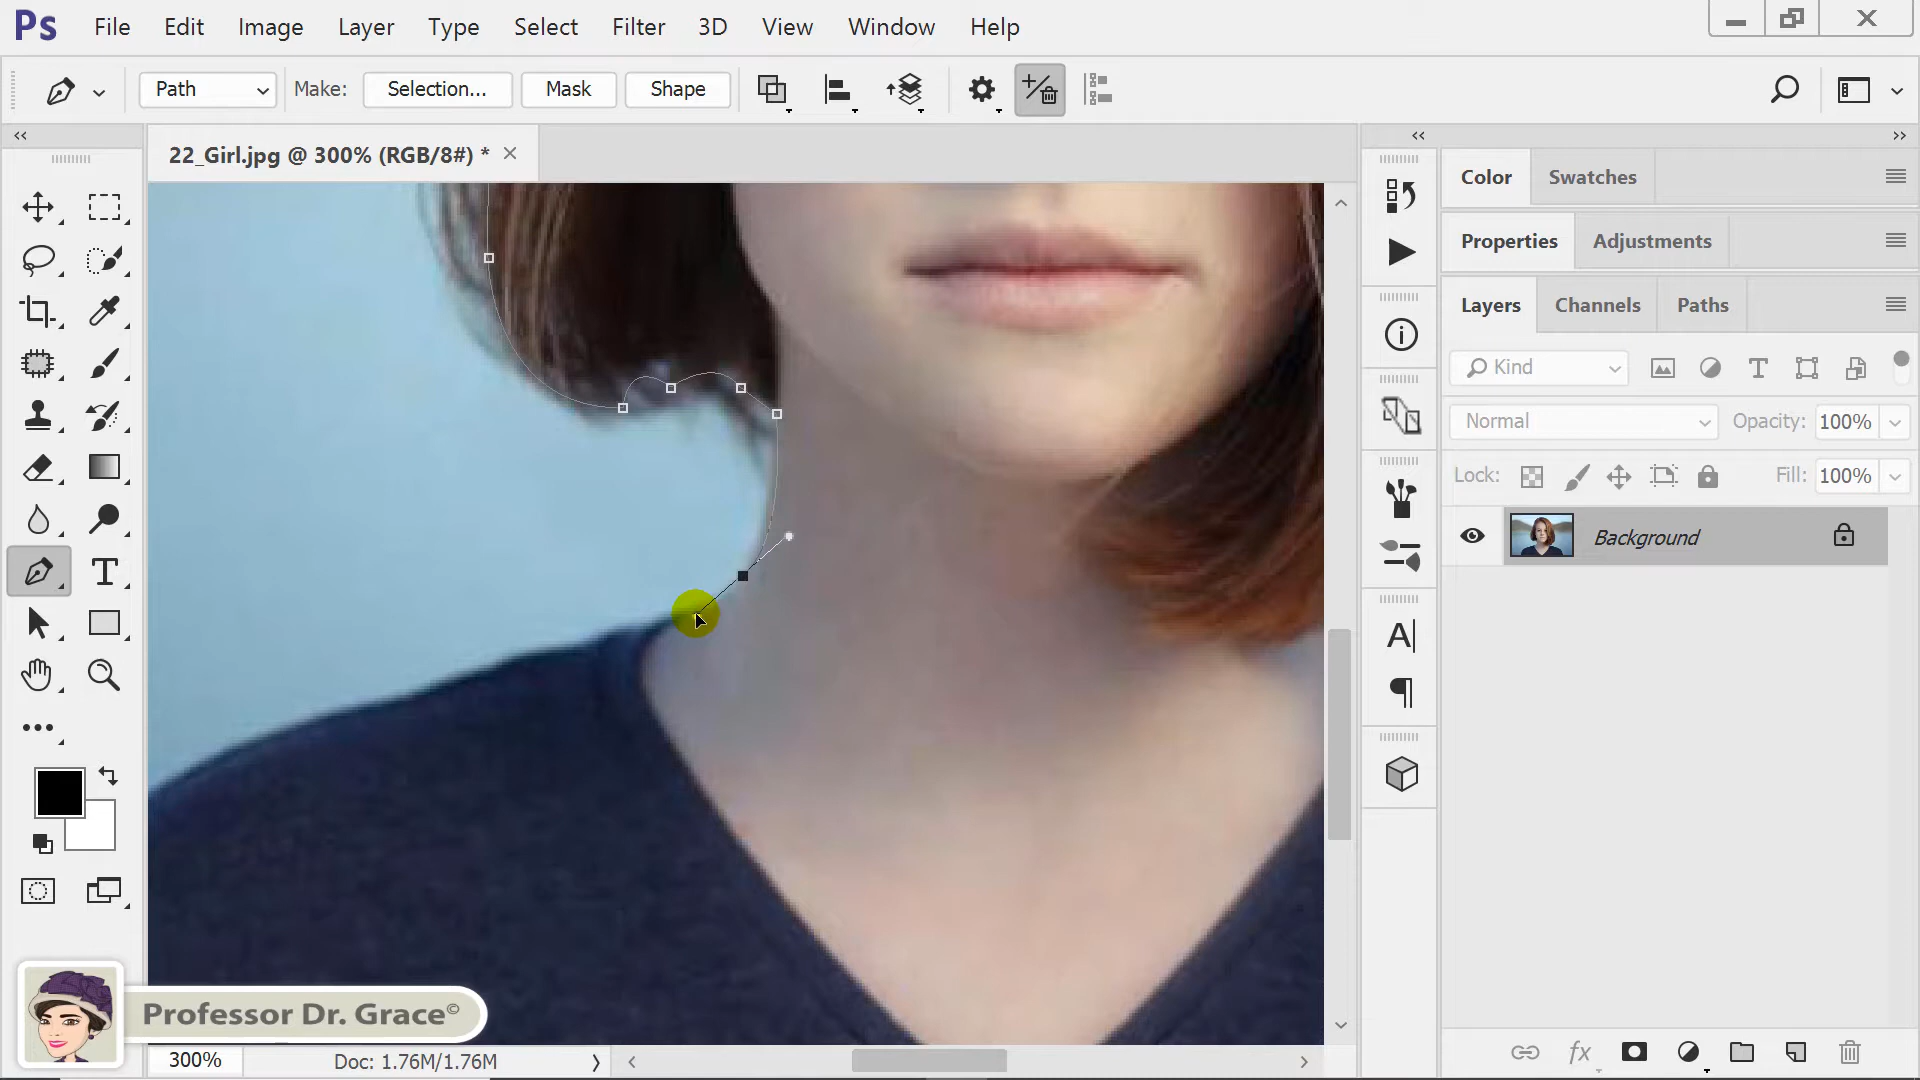 Ps File Edit Image Layer Type Select Filter 3D View Window Help
Path Make: Selection... Mask Shape
22_Girl.jpg @ 300% (RGB/8#) *
Color Swatches
Properties Adjustments
Layers Channels Paths
Kind
Normal Opacity: 100%
Lock: Fill: 100%
Background
Professor Dr. Grace©
300% Doc: 1.76M/1.76M